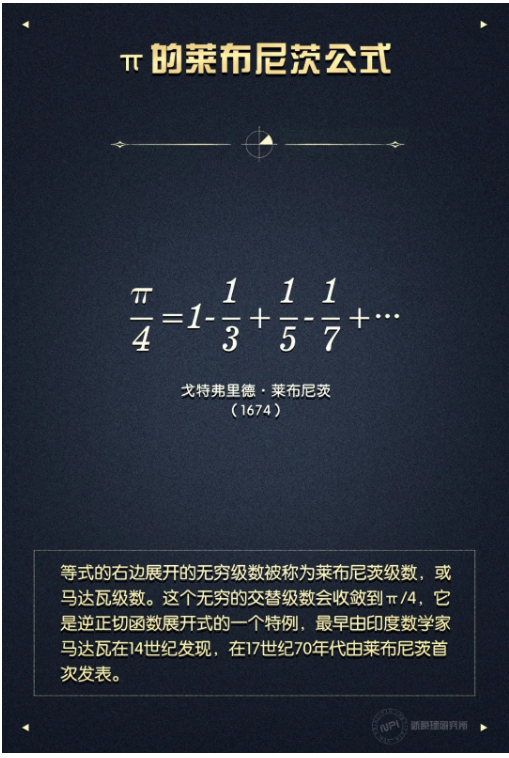 π的莱布尼茨公式
π/4=1-1/3+1/5-1/7+···
戈特弗里德·莱布尼茨
(1674)
等式的右边展开的无穷级数被称为莱布尼茨级数，或
马达瓦级数。这个无穷的交替级数会收敛到π/4，它
是逆正切函数展开式的一个特例，最早由印度数学家
马达瓦在14世纪发现，在17世纪70年代由莱布尼茨首
次发表。
NPI 新原理研究所